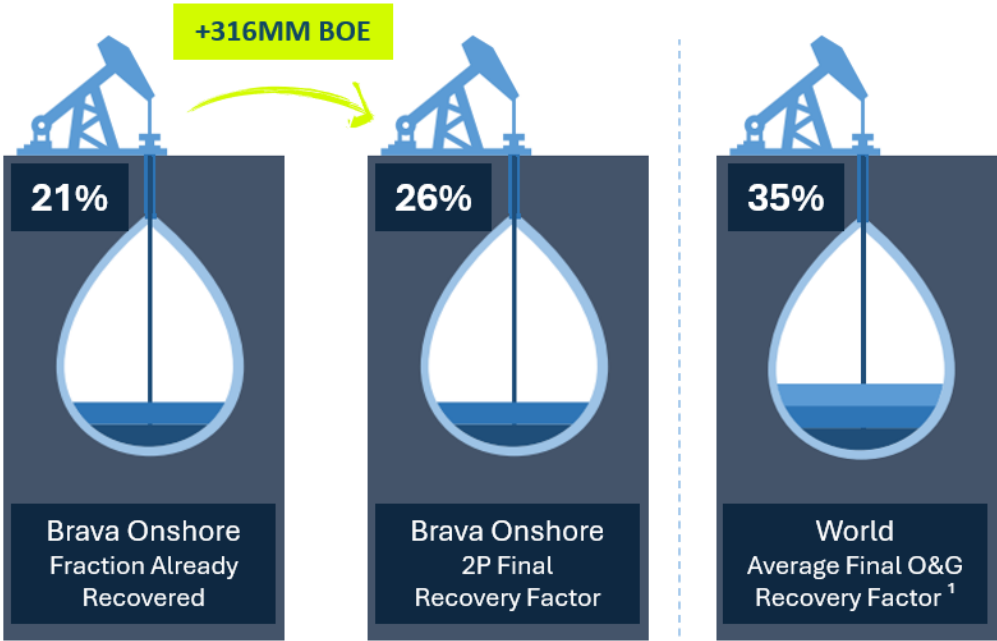 +316MM BOE
21%
26%
35%
Brava Onshore
Fraction Already
Recovered
Brava Onshore
2P Final
Recovery Factor
World
Average Final O&G
Recovery Factor ¹